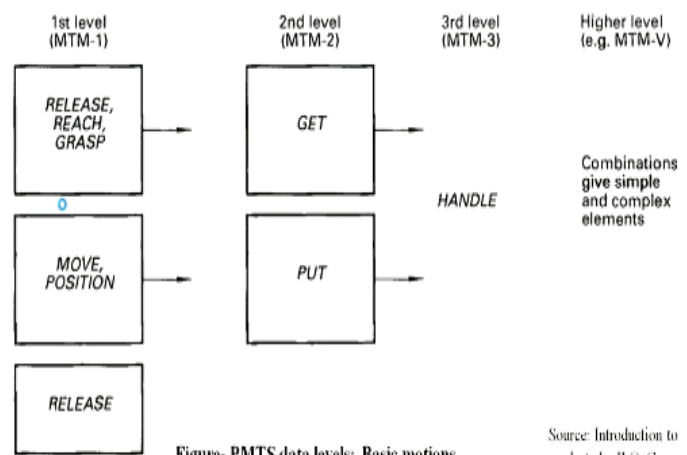 1st level
(MTM-1)
2nd level
(MTM-2)
3rd level
(MTM-3)
Higher level
(e.g. MTM-V)
RELEASE,
REACH,
GRASP
GET
Combinations
give simple
and complex
elements
HANDLE
MOVE,
POSITION
PUT
RELEASE
Source: Introduction to
Figure- PMTS data levels: Basic motions